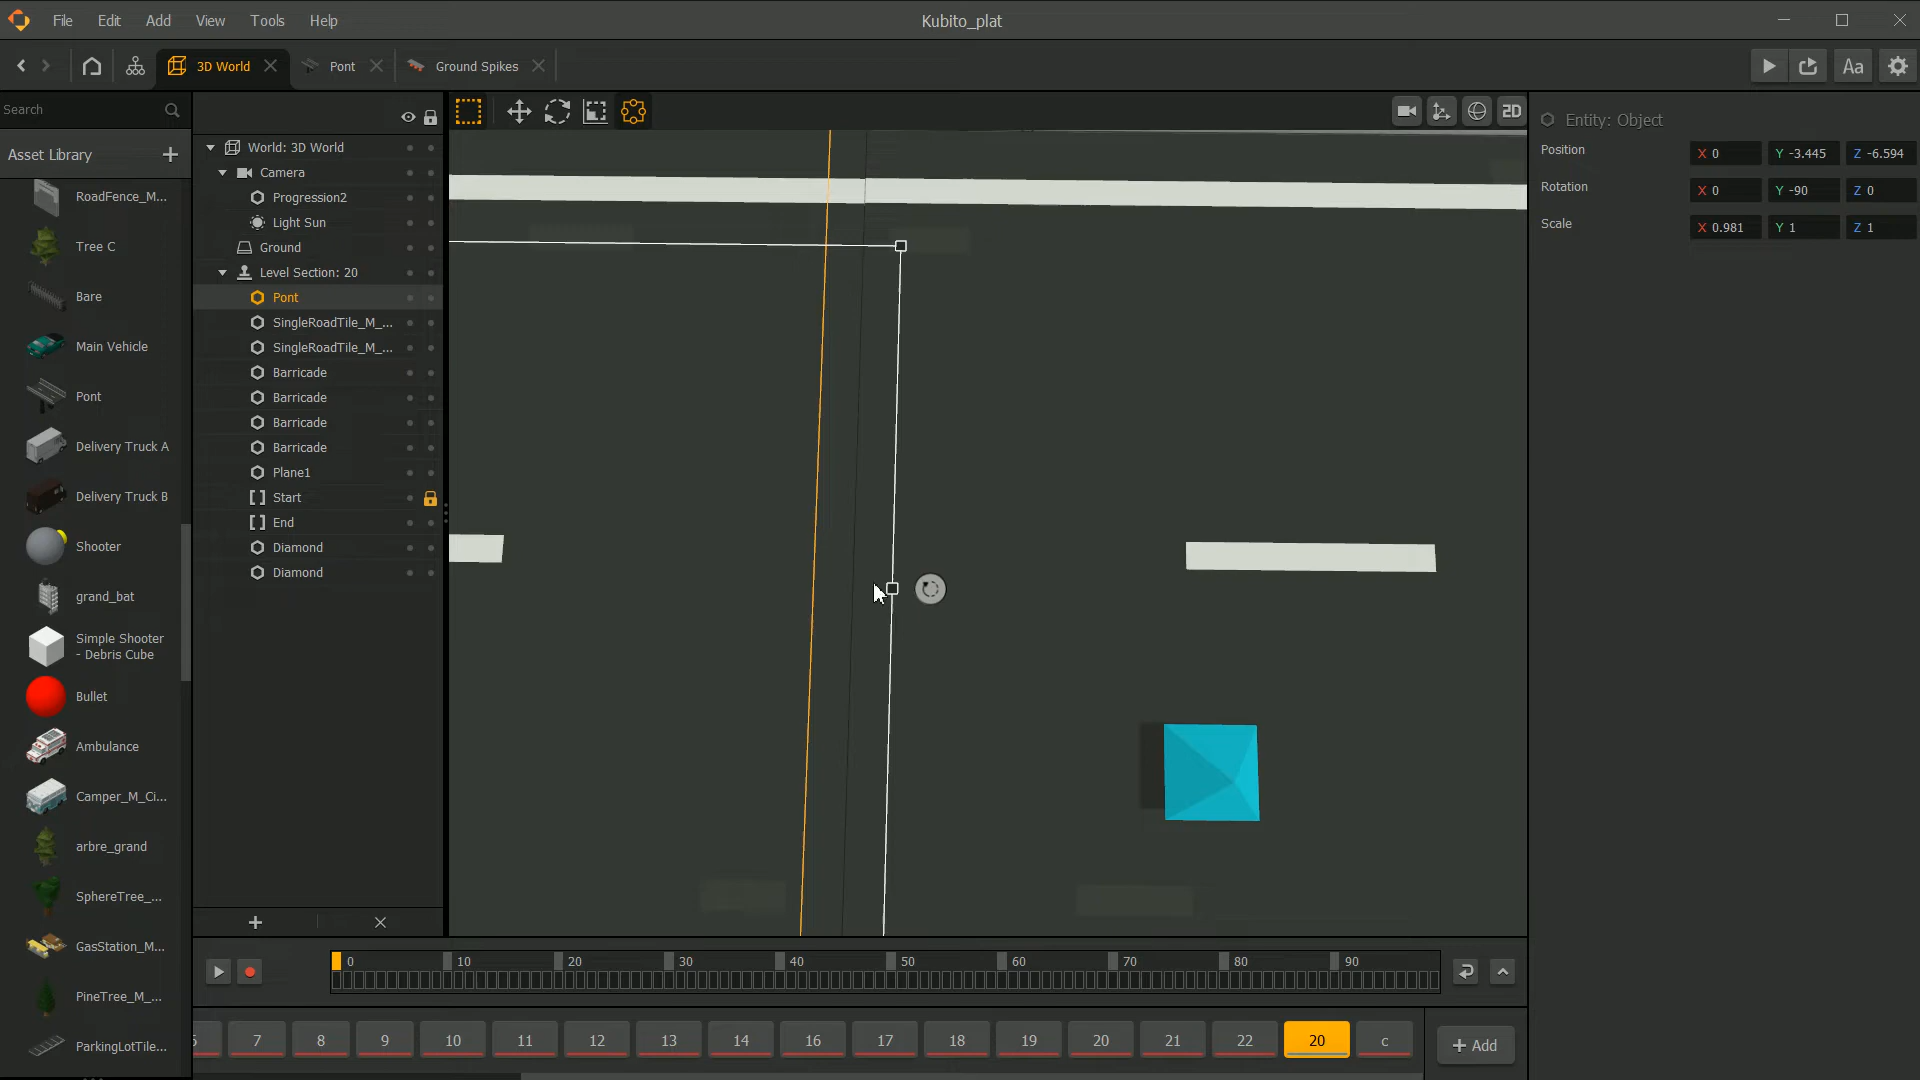 File Edit View Tools Help
Kubito_plat
3D World
Pont
Ground Spikes
Aa
Search
Asset Library
RoadFence_M...
Tree C
Bare
Main Vehicle
Pont
Delivery Truck A
Delivery Truck B
Shooter
grand_bat
Simple Shooter
- Debris Cube
Bullet
Ambulance
Camper_M_Ci...
arbre_grand
SphereTree_...
GasStation_M...
PineTree_M_...
ParkingLotTile...
World: 3D World
Camera
Progression2
Light Sun
Ground
Level Section: 20
Pont
SingleRoadTile_M_...
SingleRoadTile_M_...
Barricade
Barricade
Barricade
Barricade
Plane1
Start
End
Diamond
Diamond
2D
Entity: Object
Position X 0 Y -3.445 Z -6.594
Rotation X 0 Y -90 Z 0
Scale X 0.981 Y 1 Z 1
0 10 20 30 40 50 60 70 80 90
7 8 9 10 11 12 13 14 16 17 18 19 20 21 22 20 c
+ Add